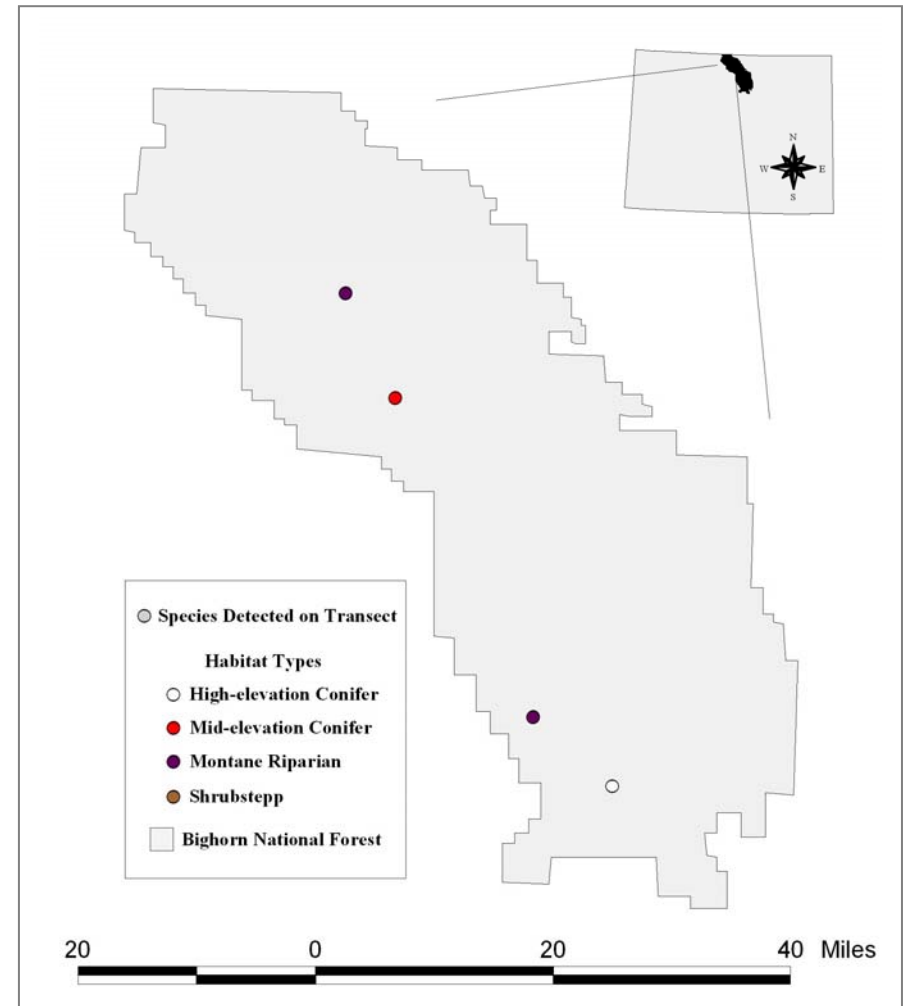 N
W E
S
Species Detected on Transect
Habitat Types
High-elevation Conifer
Mid-elevation Conifer
Montane Riparian
Shrubstepp
Bighorn National Forest
20 0 20 40 Miles